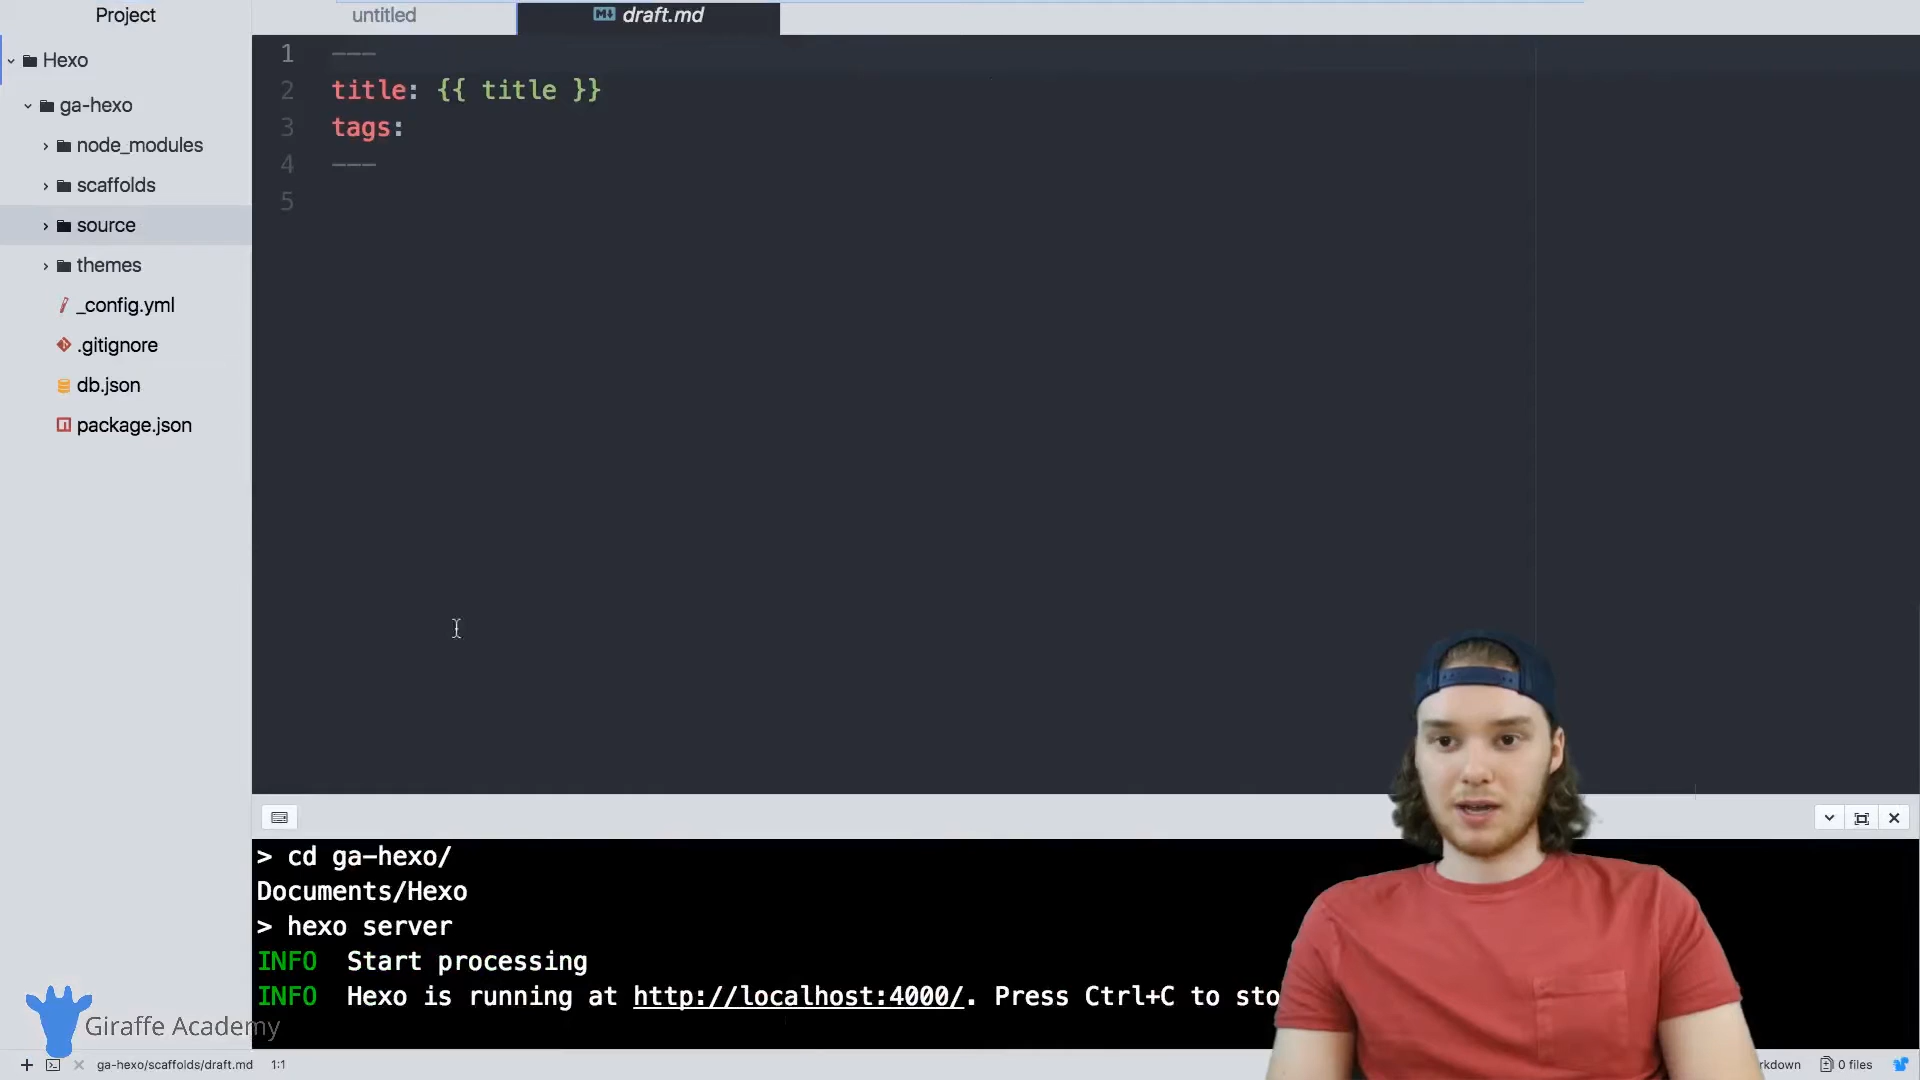 Project
untitled
draft.md
Hexo
ga-hexo
node_modules
scaffolds
source
themes
_config.yml
.gitignore
db.json
package.json
1 ---
2 title: {{ title }}
3 tags:
4 ---
5
> cd ga-hexo/
Documents/Hexo
> hexo server
INFO Start processing
INFO Hexo is running at http://localhost:4000/. Press Ctrl+C to sto
Giraffe Academy
ga-hexo/scaffolds/draft.md 1:1
rkdown 0 files